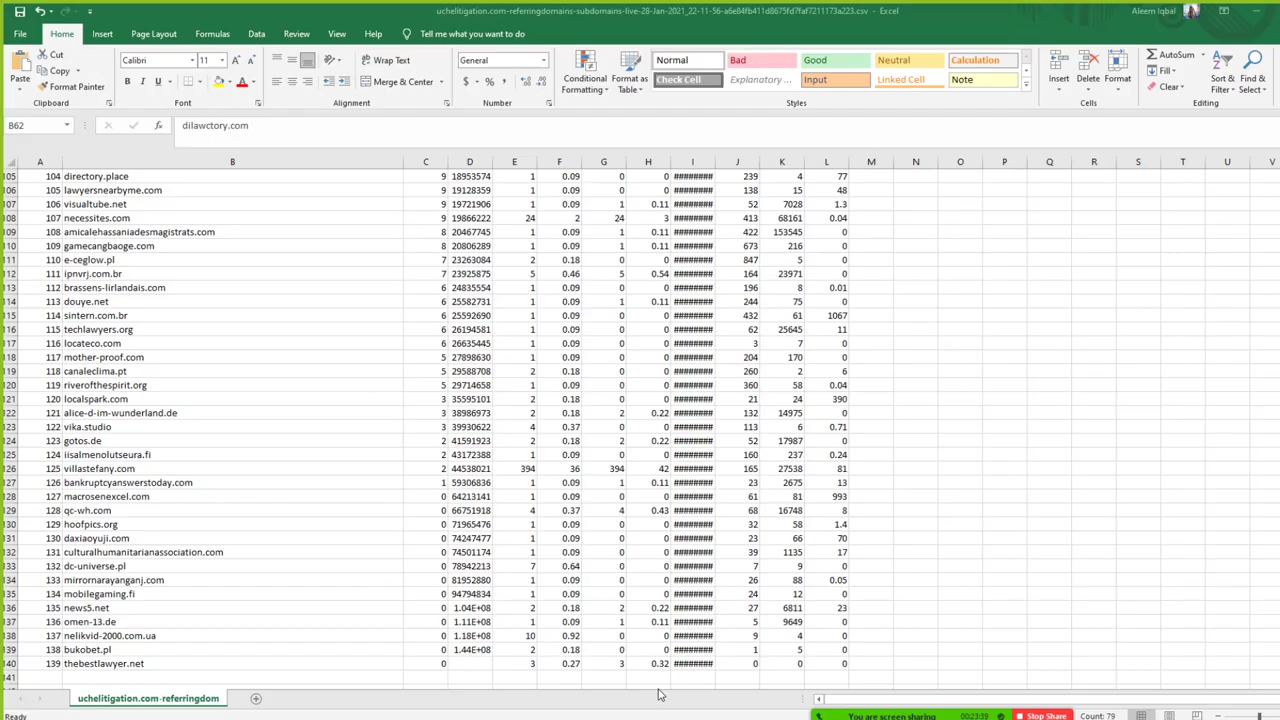 uchelitigation.com-referringdomains-subdomains-live-28-Jan-2021_22-11-56-a6e84fb411d8675fd7faf7211173a223.csv - Excel
Aleem Iqbal
File Home Insert Page Layout Formulas Data Review View Help Tell me what you want to do
Cut
Copy
Format Painter
Paste
Clipboard
Calibri 11
B I U
Font
Wrap Text
Merge & Center
Alignment
General
$ % ,
Number
Conditional Formatting
Format as Table
Normal Bad Good Neutral Calculation
Check Cell Explanatory ... Input Linked Cell Note
Styles
Insert Delete Format
Cells
AutoSum
Fill
Clear
Sort & Filter
Find & Select
Editing
B62 fx dilawctory.com
A B C D E F G H I J K L M N O P Q R S T U V
105 104 directory.place 9 18953574 1 0.09 0 0 ######## 239 4 77
106 105 lawyersnearbyme.com 9 19128359 1 0.09 0 0 ######## 138 15 48
107 106 visualtube.net 9 19721906 1 0.09 1 0.11 ######## 52 7028 1.3
108 107 necessites.com 9 19866222 24 2 24 3 ######## 413 68161 0.04
109 108 amicalehassaniadesmagistrats.com 8 20467745 1 0.09 1 0.11 ######## 422 153545 0
110 109 gamecangbaoge.com 8 20806289 1 0.09 1 0.11 ######## 673 216 0
111 110 e-ceglow.pl 7 23263084 2 0.18 0 0 ######## 847 5 0
112 111 ipnvrj.com.br 7 23925875 5 0.46 5 0.54 ######## 164 23971 0
113 112 brassens-lirlandais.com 6 24835554 1 0.09 0 0 ######## 196 8 0.01
114 113 douye.net 6 25582731 1 0.09 1 0.11 ######## 244 75 0
115 114 sintern.com.br 6 25592690 1 0.09 0 0 ######## 432 61 1067
116 115 techlawyers.org 6 26194581 1 0.09 0 0 ######## 62 25645 11
117 116 locateco.com 6 26635445 1 0.09 0 0 ######## 3 7 0
118 117 mother-proof.com 5 27898630 1 0.09 0 0 ######## 204 170 0
119 118 canaleclima.pt 5 29588708 2 0.18 0 0 ######## 260 2 6
120 119 riverofthespirit.org 5 29714658 1 0.09 0 0 ######## 360 58 0.04
121 120 localspark.com 3 35595101 2 0.18 0 0 ######## 21 24 390
122 121 alice-d-im-wunderland.de 3 38986973 2 0.18 2 0.22 ######## 132 14975 0
123 122 vika.studio 3 39930622 4 0.37 0 0 ######## 113 6 0.71
124 123 gotos.de 2 41591923 2 0.18 2 0.22 ######## 52 17987 0
125 124 iisalmenolutseura.fi 2 43172388 1 0.09 0 0 ######## 160 237 0.24
126 125 villastefany.com 2 44538021 394 36 394 42 ######## 165 27538 81
127 126 bankruptcyanswerstoday.com 1 59306836 1 0.09 1 0.11 ######## 23 2675 13
128 127 macrosenexcel.com 0 64213141 1 0.09 0 0 ######## 61 81 993
129 128 qc-wh.com 0 66751918 4 0.37 4 0.43 ######## 68 16748 8
130 129 hoofpics.org 0 71965476 1 0.09 0 0 ######## 32 58 1.4
131 130 daxiaoyuji.com 0 74247477 1 0.09 0 0 ######## 23 66 70
132 131 culturalhumanitarianassociation.com 0 74501174 1 0.09 0 0 ######## 39 1135 17
133 132 dc-universe.pl 0 78942213 7 0.64 0 0 ######## 7 9 0
134 133 mirrornarayanganj.com 0 81952880 1 0.09 0 0 ######## 26 88 0.05
135 134 mobilegaming.fi 0 94794834 1 0.09 0 0 ######## 24 12 0
136 135 news5.net 0 1.04E+08 2 0.18 2 0.22 ######## 27 6811 23
137 136 omen-13.de 0 1.11E+08 1 0.09 1 0.11 ######## 5 9649 0
138 137 nelikvid-2000.com.ua 0 1.18E+08 10 0.92 0 0 ######## 9 4 0
139 138 bukobet.pl 0 1.44E+08 2 0.18 0 0 ######## 1 5 0
140 139 thebestlawyer.net 0 3 0.27 3 0.32 ######## 0 0 0
141
uchelitigation.com-referringdom
Ready
You are screen sharing 00:23:39 Stop Share Count: 79